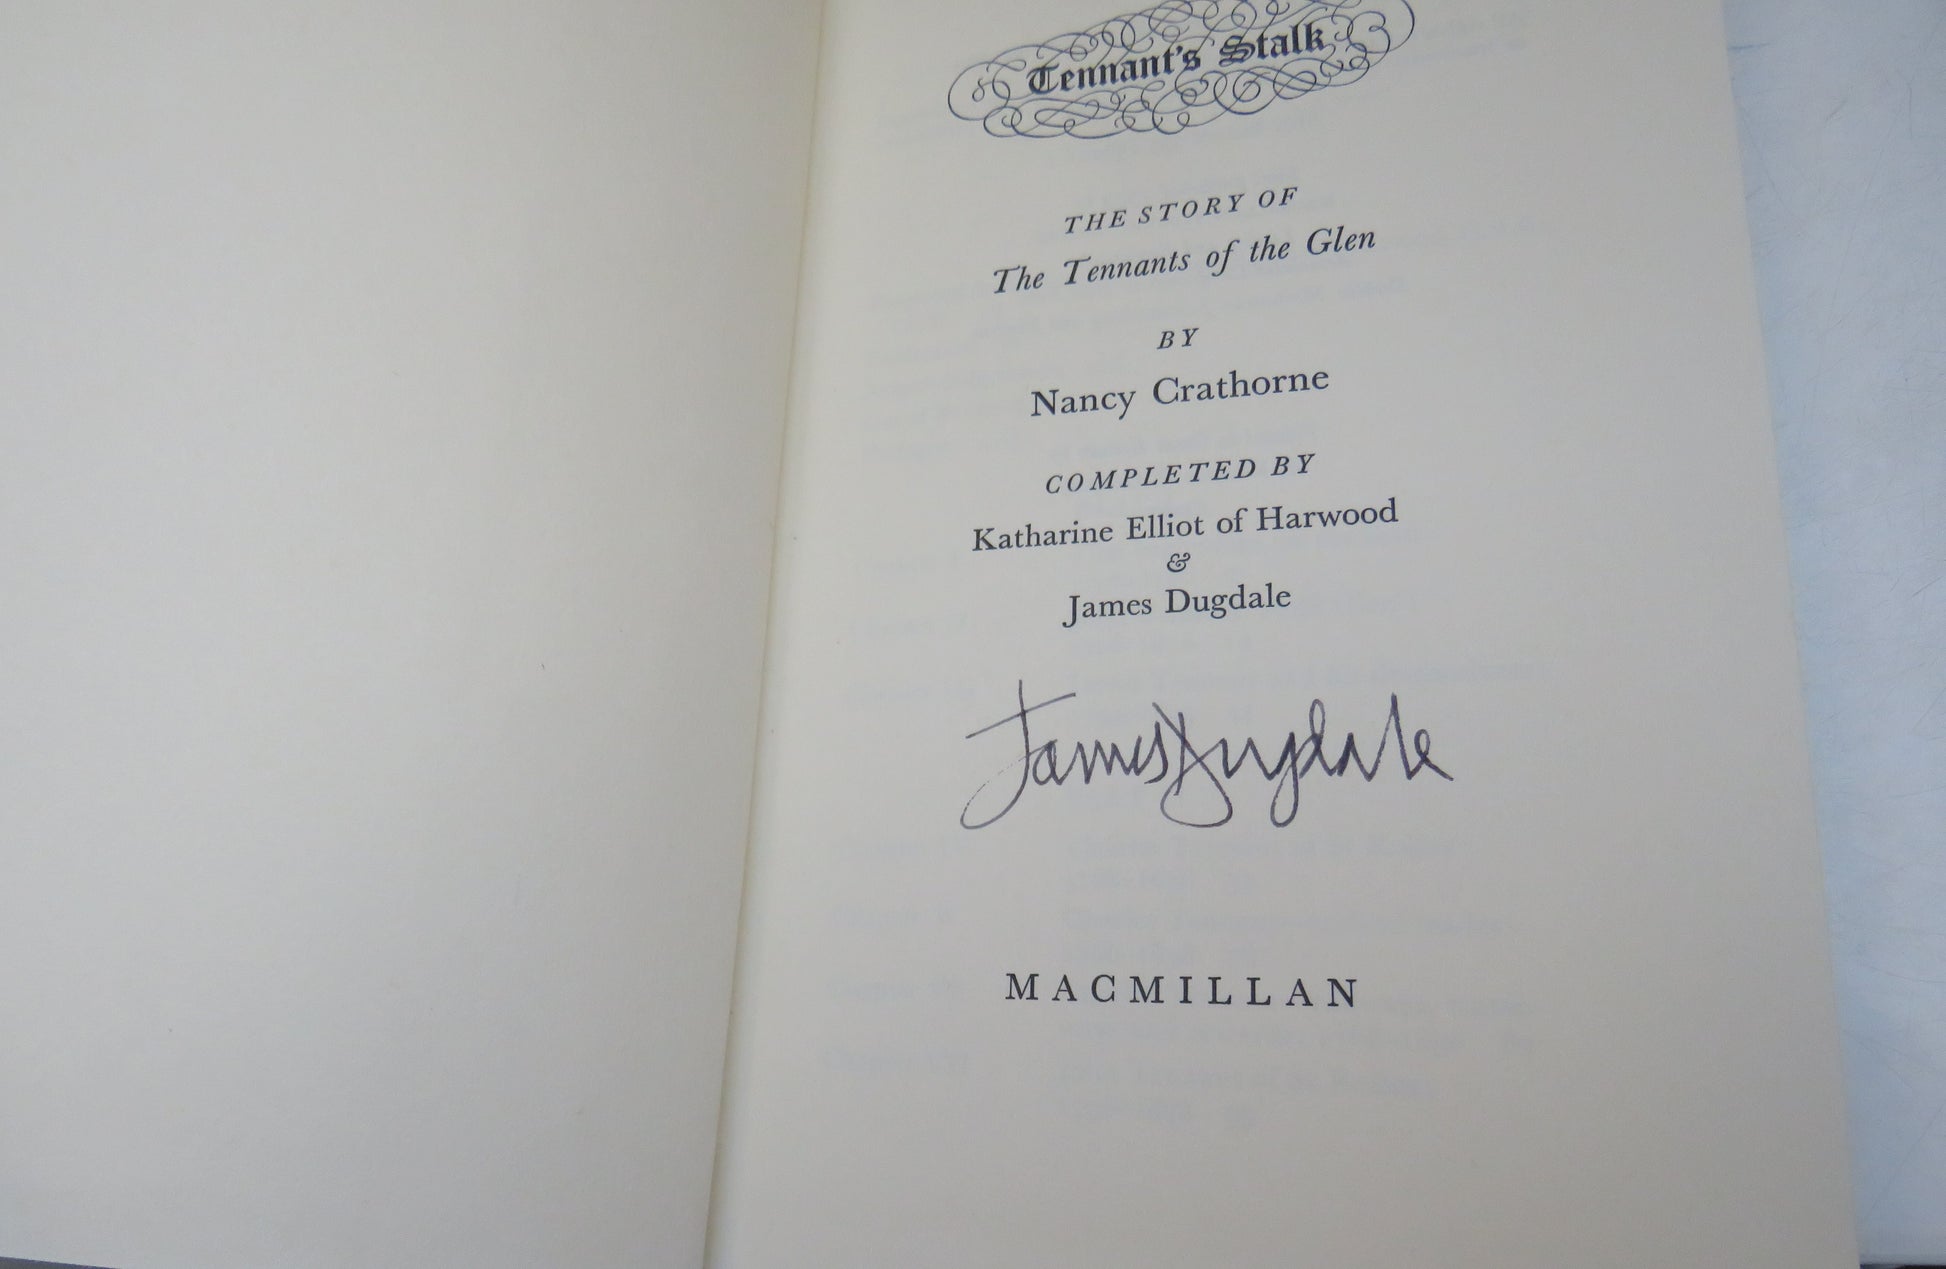 Tennant's Stalk
THE STORY OF
The Tennants of the Glen
BY
Nancy Crathorne
COMPLETED BY
Katharine Elliot of Harwood
&
James Dugdale
James Dugdale
MACMILLAN